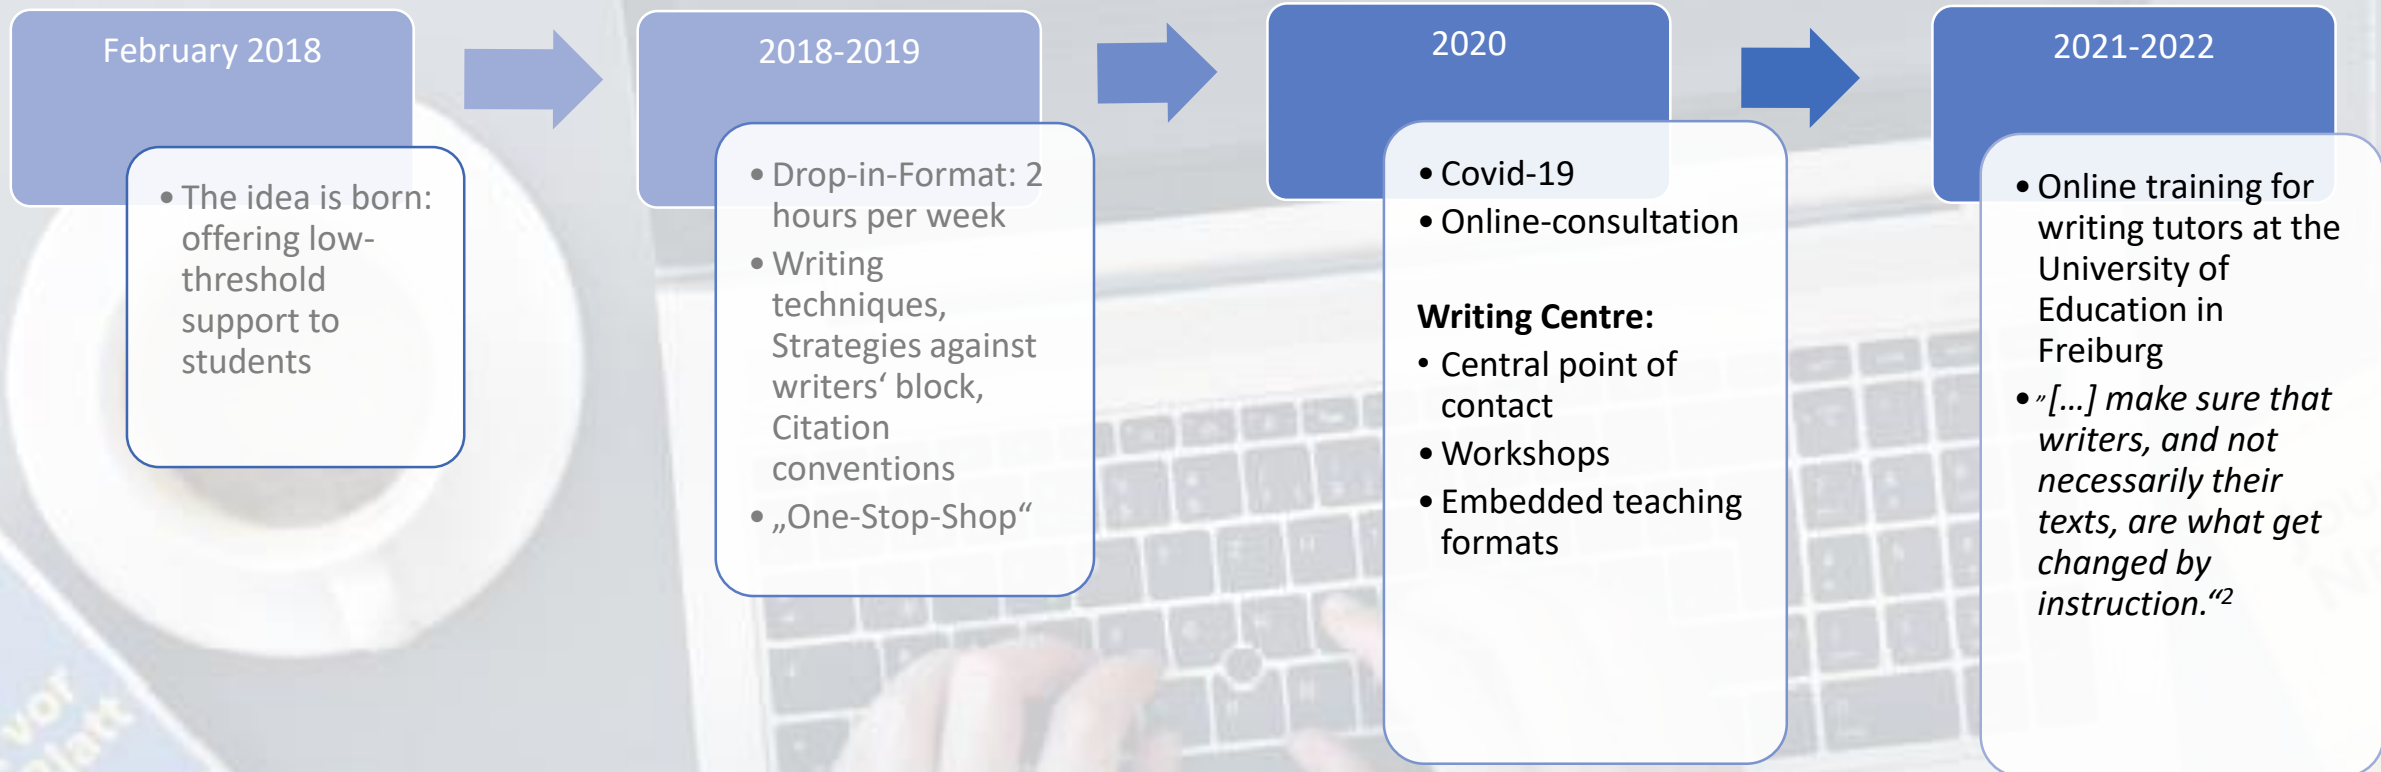 February 2018
• The idea is born:
offering low-
threshold
support to
students
2018-2019
• Drop-in-Format: 2
hours per week
• Writing
techniques,
Strategies against
writers‘ block,
Citation
conventions
• „One-Stop-Shop“
2020
• Covid-19
• Online-consultation
Writing Centre:
• Central point of
contact
• Workshops
• Embedded teaching
formats
2021-2022
• Online training for
writing tutors at the
University of
Education in
Freiburg
• "[…] make sure that
writers, and not
necessarily their
texts, are what get
changed by
instruction.“2
vor